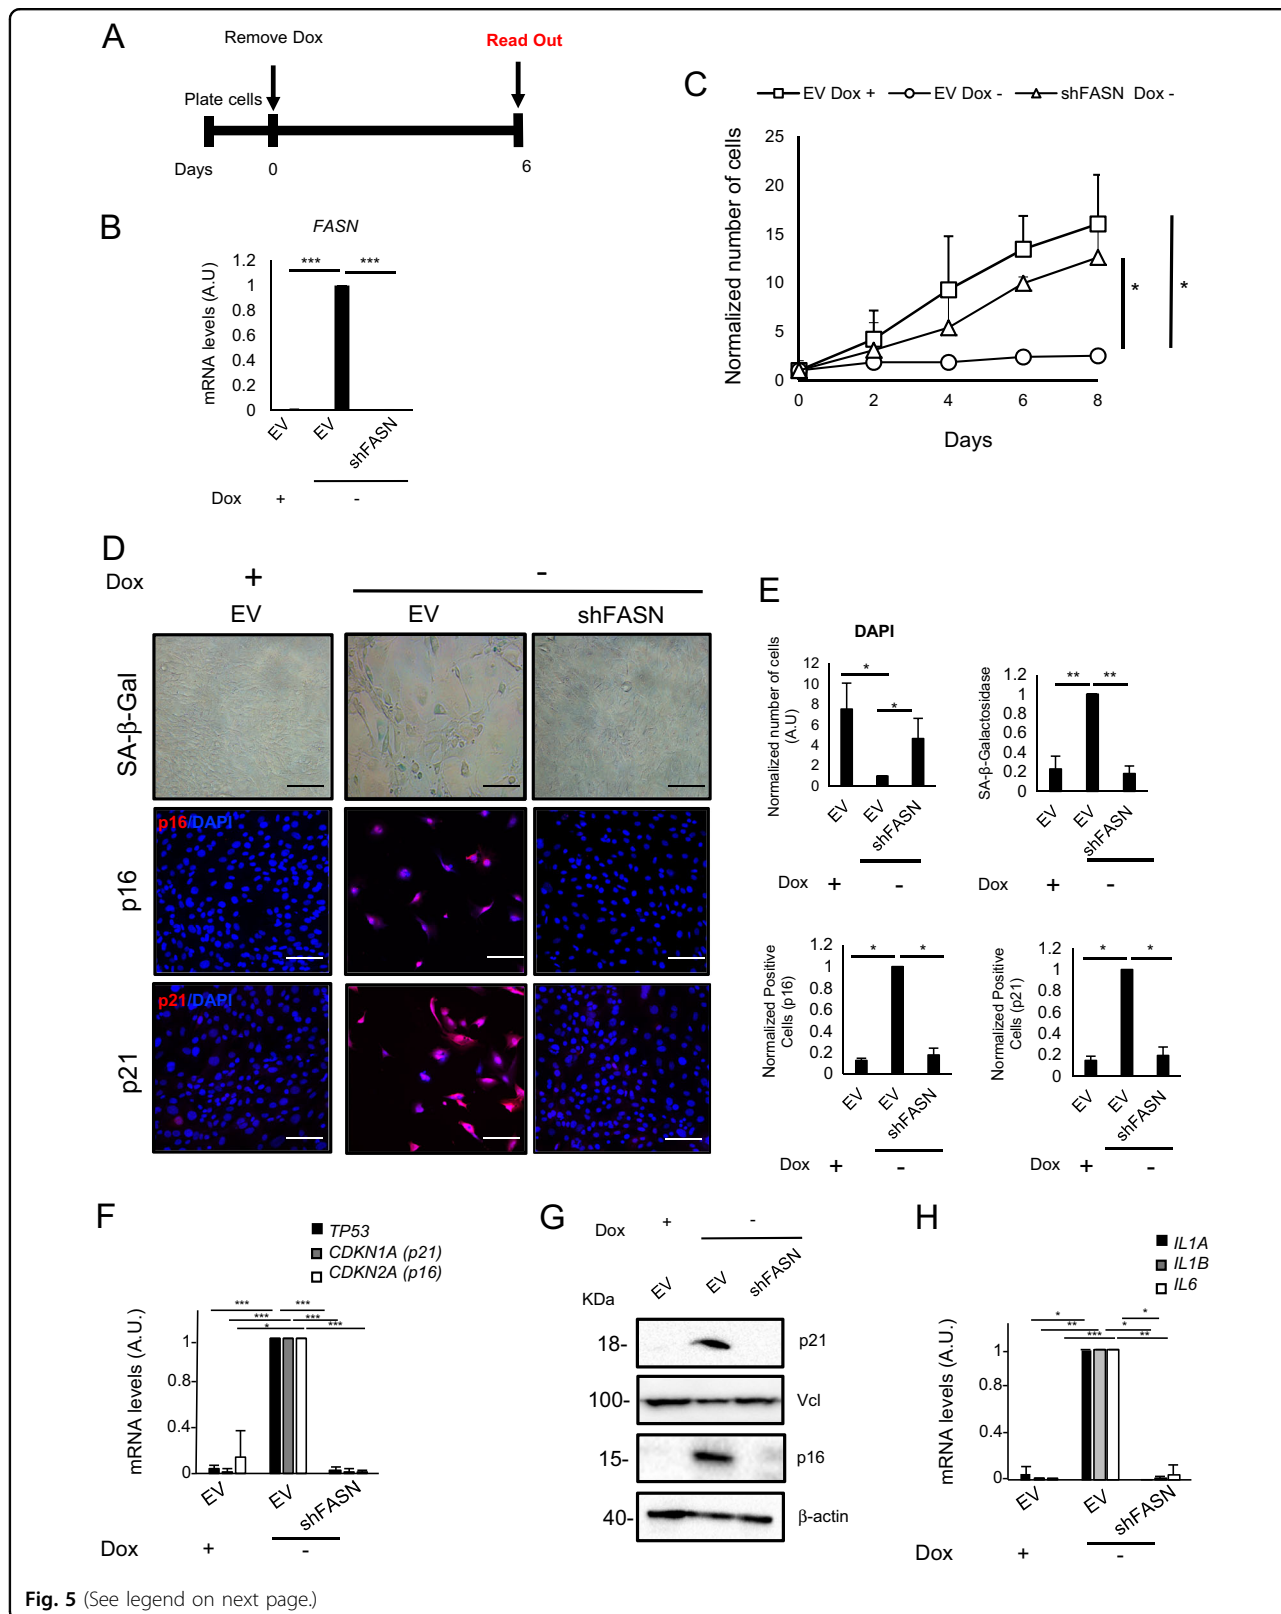 A
Remove Dox
Read Out
Plate cells
Days
0
6
B
FASN
mRNA levels (A.U)
1.2
1
0.8
0.6
0.4
0.2
0
***
***
EV
EV
shFASN
Dox
+
-
C
EV Dox +
EV Dox -
shFASN Dox -
Normalized number of cells
25
20
15
10
5
0
0
2
4
6
8
Days
*
*
D
Dox
+
-
EV
EV
shFASN
SA-β-Gal
p16
p16/DAPI
p21
p21/DAPI
E
DAPI
Normalized number of cells
(A.U)
12
10
8
6
4
2
0
*
*
EV
EV
shFASN
Dox
+
-
SA-β-Galactosidase
1.2
1
0.8
0.6
0.4
0.2
0
**
**
EV
EV
shFASN
Dox
+
-
Normalized Positive
Cells (p16)
1.2
1
0.8
0.6
0.4
0.2
0
*
*
EV
EV
shFASN
Dox
+
-
Normalized Positive
Cells (p21)
1.2
1
0.8
0.6
0.4
0.2
0
*
*
EV
EV
shFASN
Dox
+
-
F
TP53
CDKN1A (p21)
CDKN2A (p16)
mRNA levels (A.U.)
1
0.8
0.4
0
***
***
***
***
*
***
EV
EV
shFASN
Dox
+
-
G
Dox
+
-
EV
EV
shFASN
KDa
18-
p21
100-
Vcl
15-
p16
40-
β-actin
H
IL1A
IL1B
IL6
mRNA levels (A.U.)
1
0.8
0.4
0
*
*
**
*
***
**
EV
EV
shFASN
Dox
+
-
Fig. 5 (See legend on next page.)